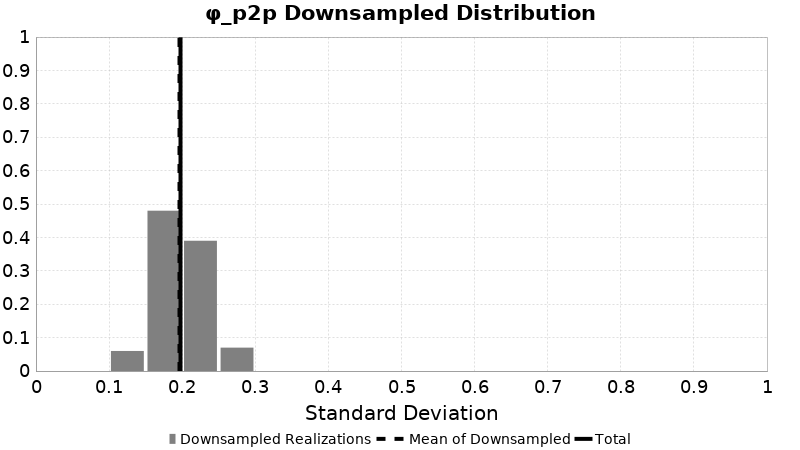 φ_p2p Downsampled Distribution
1
0.9
0.8
0.7
0.6
0.5
0.4
0.3
0.2
0.1
0
0 0.1 0.2 0.3 0.4 0.5 0.6 0.7 0.8 0.9 1
Standard Deviation
Downsampled Realizations Mean of Downsampled Total